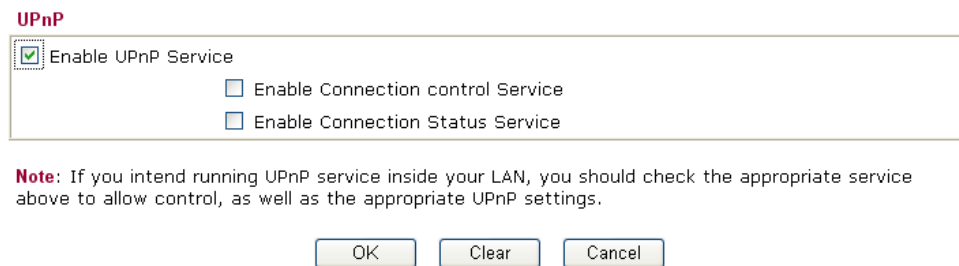 UPnP
Enable UPnP Service
Enable Connection control Service
Enable Connection Status Service
Note: If you intend running UPnP service inside your LAN, you should check the appropriate service
above to allow control, as well as the appropriate UPnP settings.
OK Clear Cancel